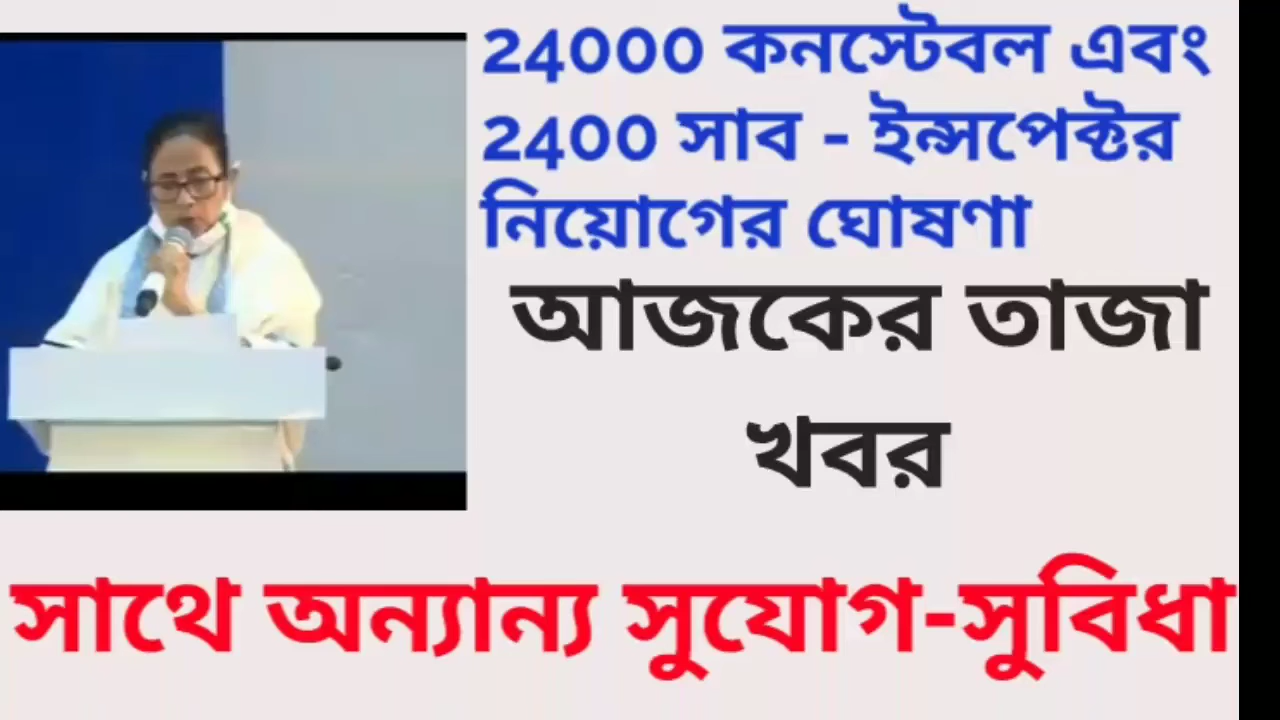 24000 কনস্টেবল এবং
2400 সাব - ইন্সপেক্টর
নিয়োগের ঘোষণা
আজকের তাজা
খবর
সাথে অন্যান্য সুযোগ-সুবিধা